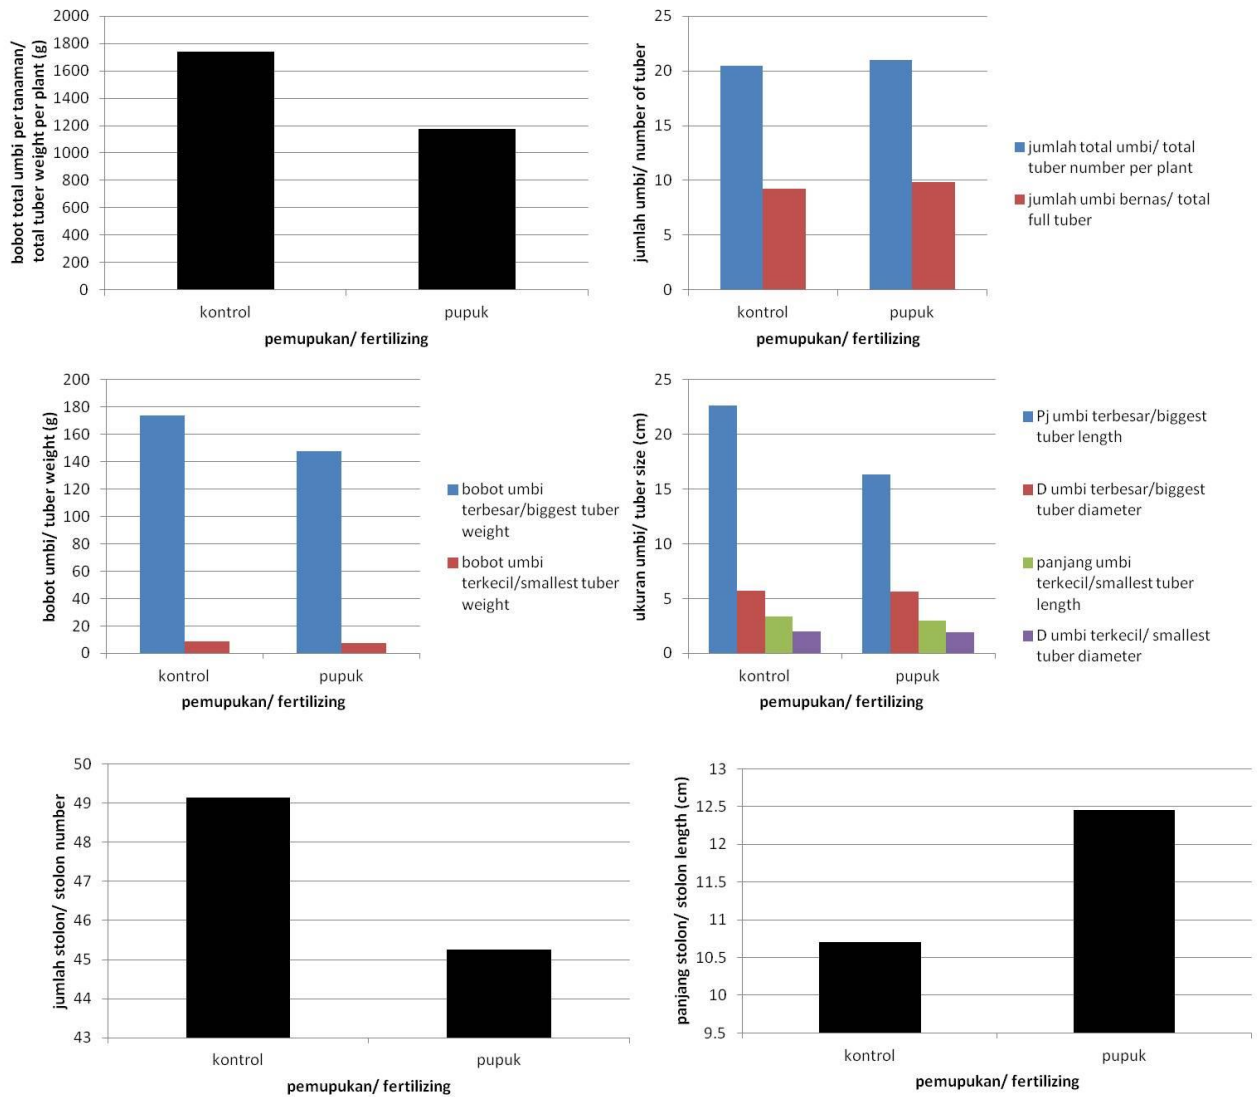 bobot total umbi per tanaman/
total tuber weight per plant (g)
2000
1800
1600
1400
1200
1000
800
600
400
200
0
kontrol
pupuk
pemupukan/ fertilizing
jumlah umbi/ number of tuber
25
20
15
10
5
0
kontrol
pupuk
pemupukan/ fertilizing
jumlah total umbi/ total
tuber number per plant
jumlah umbi bernas/ total
full tuber
bobot umbi/ tuber weight (g)
200
180
160
140
120
100
80
60
40
20
0
kontrol
pupuk
pemupukan/ fertilizing
bobot umbi
terbesar/biggest tuber
weight
bobot umbi
terkecil/smallest tuber
weight
ukuran umbi/ tuber size (cm)
25
20
15
10
5
0
kontrol
pupuk
pemupukan/ fertilizing
Pj umbi terbesar/biggest
tuber length
D umbi terbesar/biggest
tuber diameter
panjang umbi
terkecil/smallest tuber
length
D umbi terkecil/ smallest
tuber diameter
jumlah stolon/ stolon number
50
49
48
47
46
45
44
43
kontrol
pupuk
pemupukan/ fertilizing
panjang stolon/ stolon length (cm)
13
12.5
12
11.5
11
10.5
10
9.5
kontrol
pupuk
pemupukan/ fertilizing